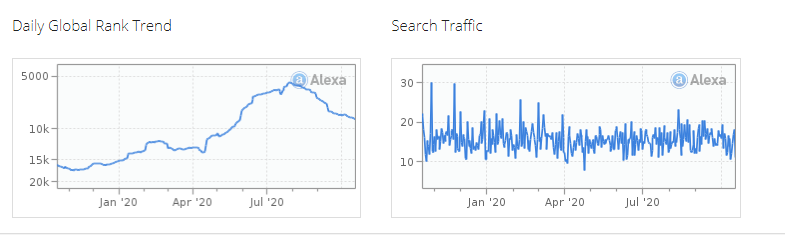 Daily Global Rank Trend
Search Traffic
a Alexa
5000
10k
15k
20k
Jan '20 Apr '20 Jul '20
a Alexa
30
20
10
Jan '20 Apr '20 Jul '20